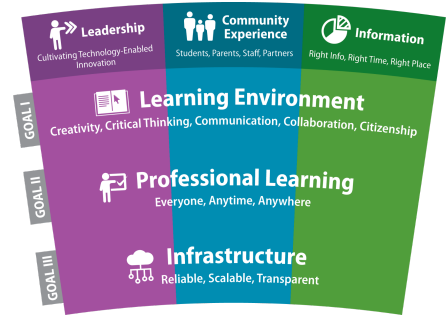 Leadership
Cultivating Technology-Enabled
Innovation
Community
Experience
Students, Parents, Staff, Partners
Information
Right Info, Right Time, Right Place
GOAL I
Learning Environment
Creativity, Critical Thinking, Communication, Collaboration, Citizenship
GOAL II
Professional Learning
Everyone, Anytime, Anywhere
GOAL III
Infrastructure
Reliable, Scalable, Transparent